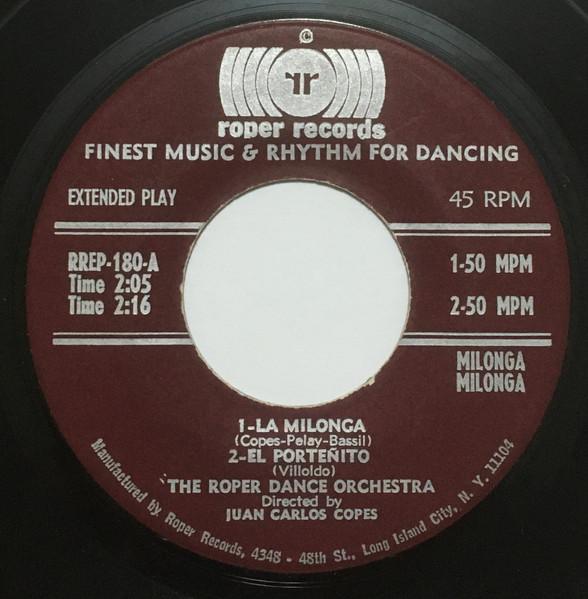 ©
rr
roper records
FINEST MUSIC & RHYTHM FOR DANCING
EXTENDED PLAY
45 RPM
RREP-180-A
Time 2:05
Time 2:16
1-50 MPM
2-50 MPM
MILONGA
MILONGA
1-LA MILONGA
(Copes-Pelay-Bassil)
2-EL PORTEÑITO
(Villoldo)
THE ROPER DANCE ORCHESTRA
Directed by
JUAN CARLOS COPES
Manufactured by Roper Records, 4348 - 48th St., Long Island City, N. Y. 11104